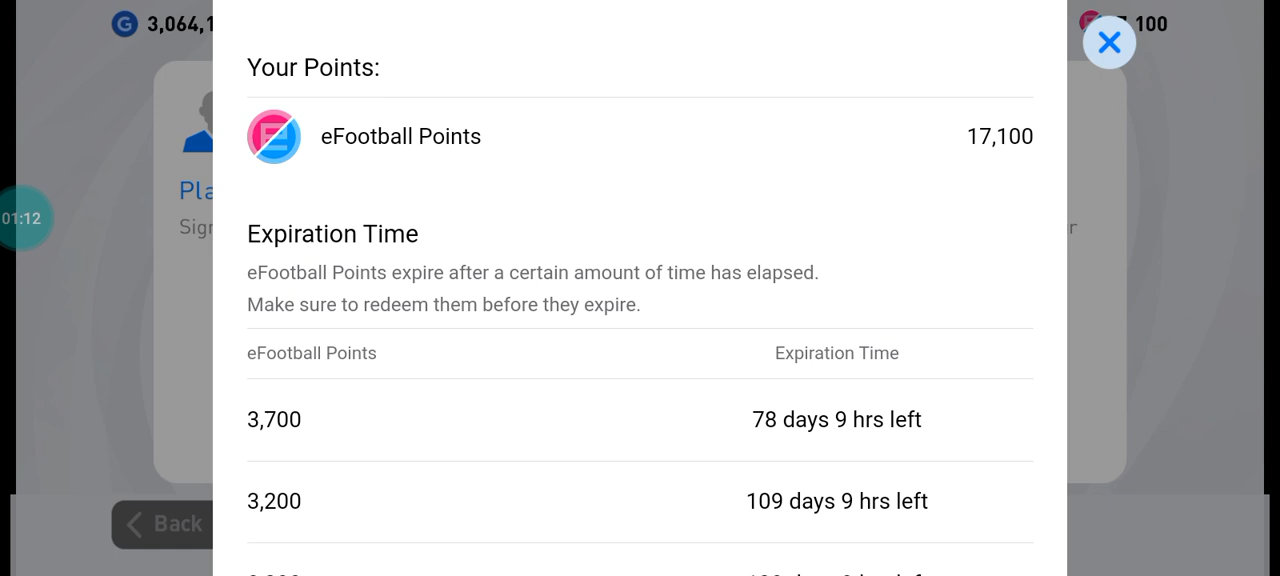 3,064,1
100
Your Points:
eFootball Points 17,100
01:12
Pla
Sign
r
Expiration Time
eFootball Points expire after a certain amount of time has elapsed.
Make sure to redeem them before they expire.
eFootball Points Expiration Time
3,700 78 days 9 hrs left
3,200 109 days 9 hrs left
Back